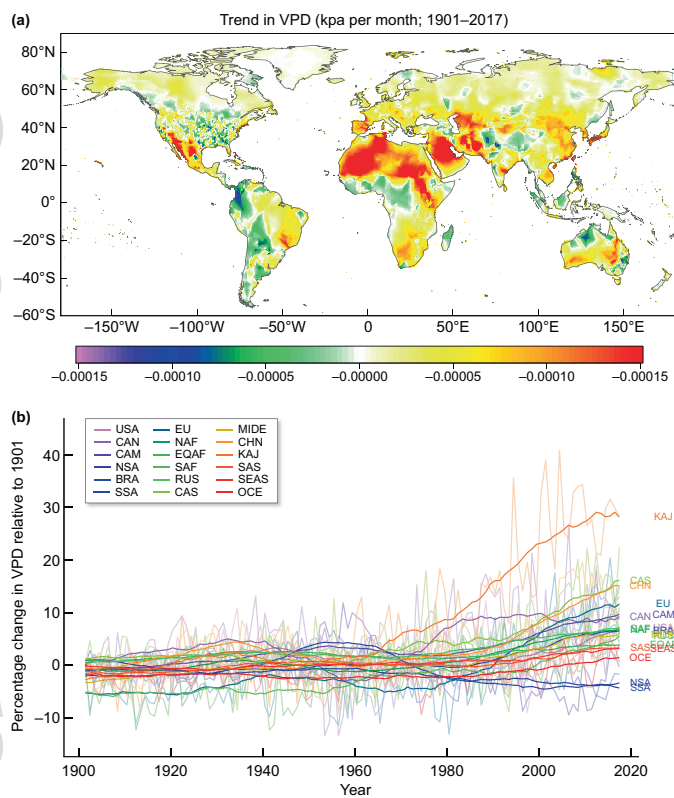 (a) Trend in VPD (kpa per month; 1901–2017)
80°N
60°N
40°N
20°N
0°
–20°S
–40°S
–60°S
–150°W –100°W –50°W 0 50°E 100°E 150°E
–0.00015 –0.00010 –0.00005 –0.00000 –0.00005 –0.00010 –0.00015
(b)
USA EU MIDE
CAN NAF CHN
CAM EQAF KAJ
NSA SAF SAS
BRA RUS SEAS
SSA CAS OCE
Percentage change in VPD relative to 1901
40
30
20
10
0
–10
KAJ
CAS
CHN
EU
CAN CAM
NAF
RUS
SAS SEAS
OCE
NSA
SSA
1900 1920 1940 1960 1980 2000 2020
Year